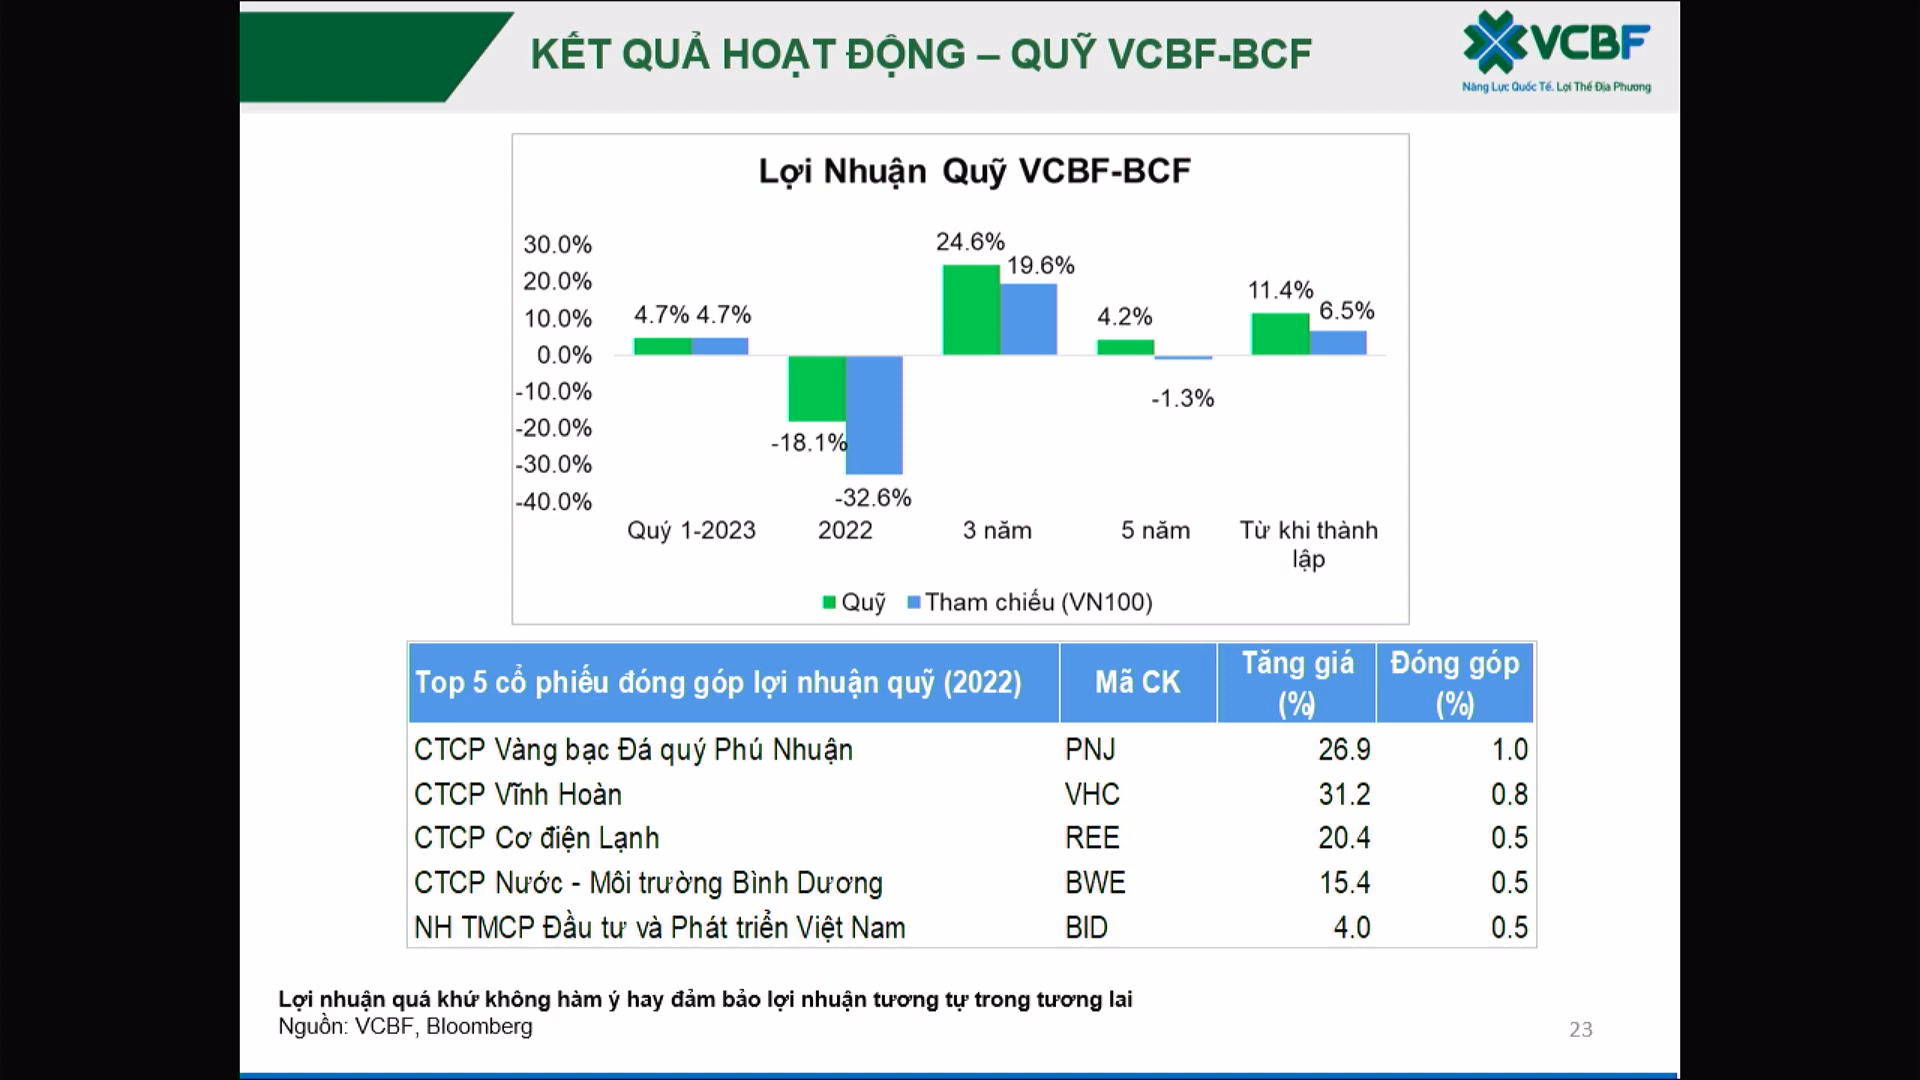 KẾT QUẢ HOẠT ĐỘNG – QUỸ VCBF-BCF
VCBF
Năng Lực Quốc Tế. Lợi Thế Địa Phương
Lợi Nhuận Quỹ VCBF-BCF
30.0%
20.0%
10.0%
0.0%
-10.0%
-20.0%
-30.0%
-40.0%
4.7% 4.7%
-18.1%
-32.6%
24.6%
19.6%
4.2%
-1.3%
11.4%
6.5%
Quý 1-2023 2022 3 năm 5 năm Từ khi thành
lập
Quỹ Tham chiếu (VN100)
Top 5 cổ phiếu đóng góp lợi nhuận quỹ (2022) Mã CK Tăng giá Đóng góp
(%) (%)
CTCP Vàng bạc Đá quý Phú Nhuận PNJ 26.9 1.0
CTCP Vĩnh Hoàn VHC 31.2 0.8
CTCP Cơ điện Lạnh REE 20.4 0.5
CTCP Nước - Môi trường Bình Dương BWE 15.4 0.5
NH TMCP Đầu tư và Phát triển Việt Nam BID 4.0 0.5
Lợi nhuận quá khứ không hàm ý hay đảm bảo lợi nhuận tương tự trong tương lai
Nguồn: VCBF, Bloomberg
23